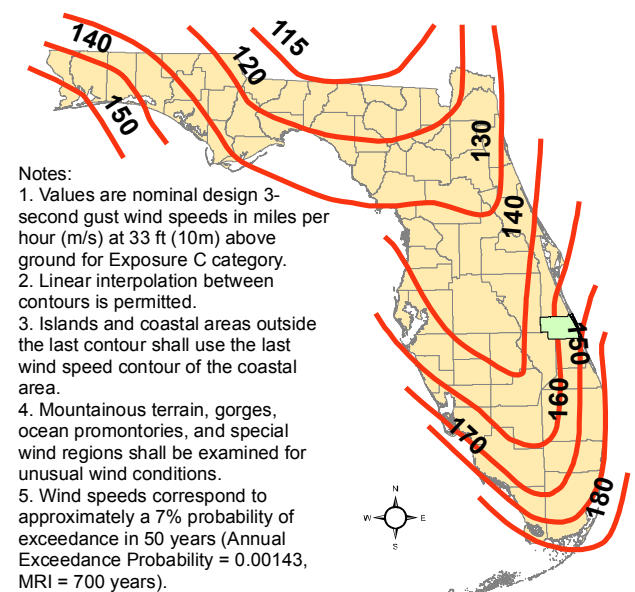 115
140
120
150
130
Notes:
1. Values are nominal design 3-
second gust wind speeds in miles per
hour (m/s) at 33 ft (10m) above
ground for Exposure C category.
2. Linear interpolation between
contours is permitted.
3. Islands and coastal areas outside
the last contour shall use the last
wind speed contour of the coastal
area.
4. Mountainous terrain, gorges,
ocean promontories, and special
wind regions shall be examined for
unusual wind conditions.
5. Wind speeds correspond to
approximately a 7% probability of
exceedance in 50 years (Annual
Exceedance Probability = 0.00143,
MRI = 700 years).
140
150
160
170
180
N
W E
S